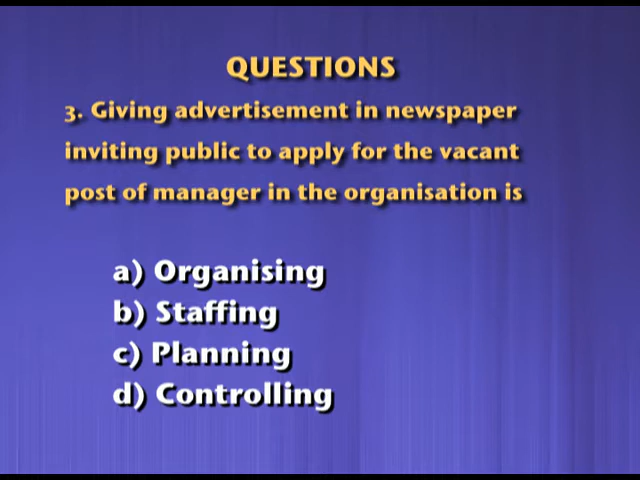 QUESTIONS
3. Giving advertisement in newspaper
inviting public to apply for the vacant
post of manager in the organisation is
a) Organising
b) Staffing
c) Planning
d) Controlling